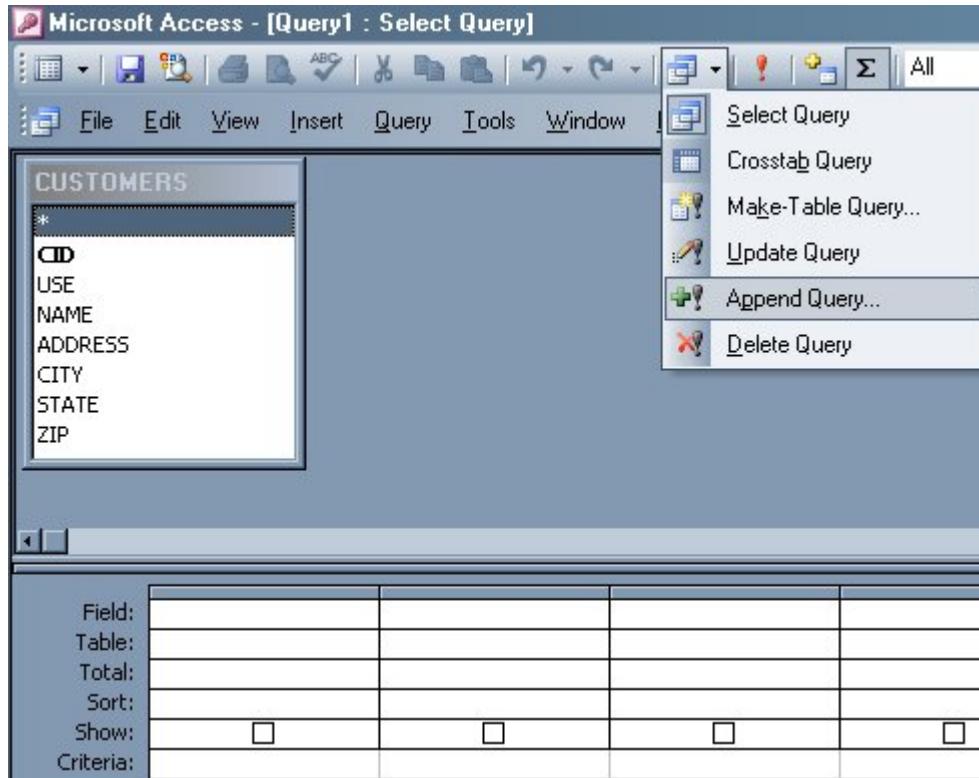 Microsoft Access - [Query1 : Select Query]
ABC Σ All
File Edit View Insert Query Tools Window
Select Query
Crosstab Query
Make-Table Query...
Update Query
Append Query...
Delete Query
CUSTOMERS
*
CID
USE
NAME
ADDRESS
CITY
STATE
ZIP
Field:
Table:
Total:
Sort:
Show:
Criteria: